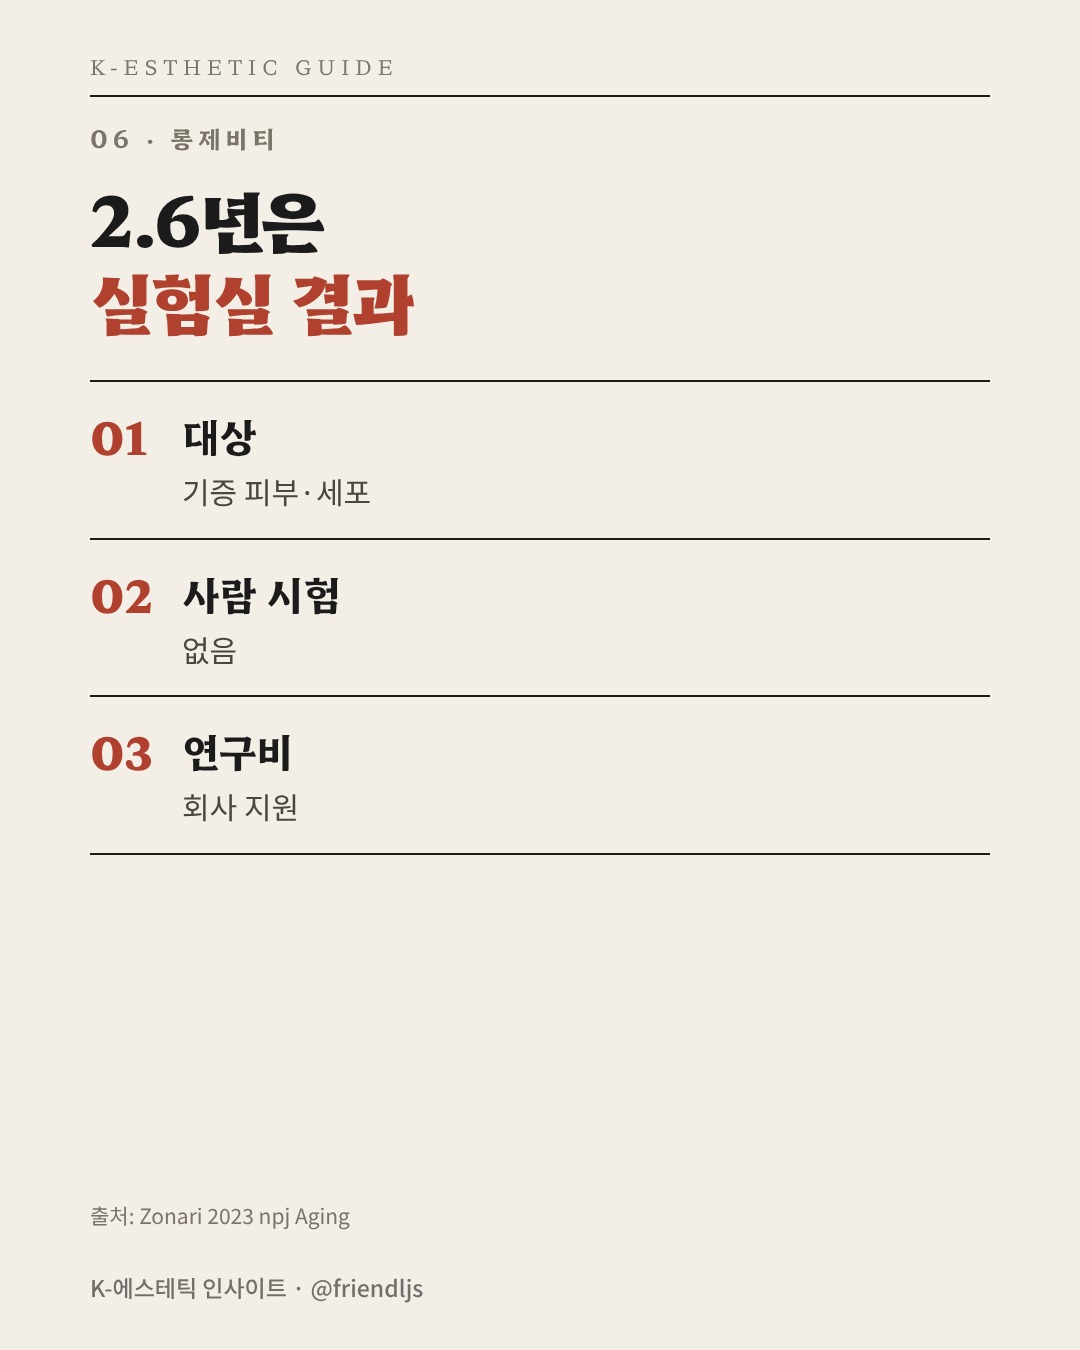 K-ESTHETIC GUIDE
06 · 롱제비티
2.6년은
실험실 결과
01 대상
기증 피부·세포
02 사람 시험
없음
03 연구비
회사 지원
출처: Zonari 2023 npj Aging
K-에스테틱 인사이트 · @friendljs